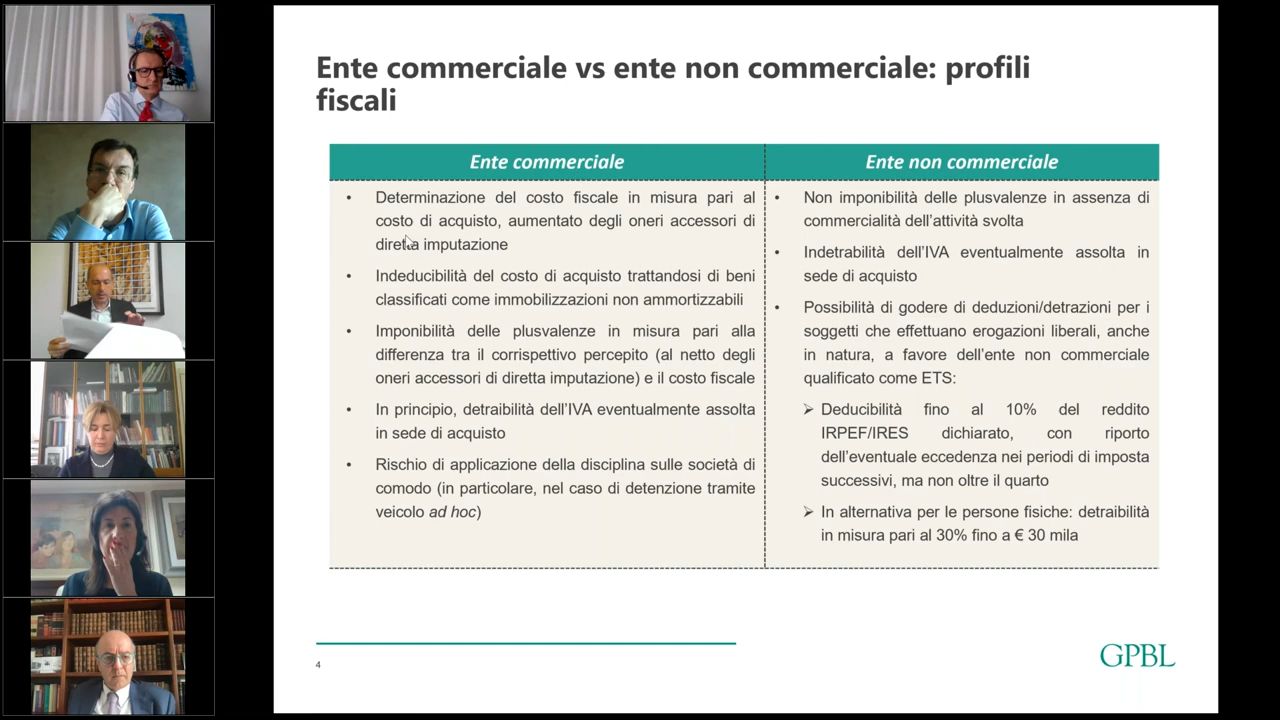 Ente commerciale vs ente non commerciale: profili
fiscali
Ente commerciale
Determinazione del costo fiscale in misura pari al
costo di acquisto, aumentato degli oneri accessori di
diretta imputazione
Indeducibilità del costo di acquisto trattandosi di beni
classificati come immobilizzazioni non ammortizzabili
Imponibilità delle plusvalenze in misura pari alla
differenza tra il corrispettivo percepito (al netto degli
oneri accessori di diretta imputazione) e il costo fiscale
In principio, detraibilità dell'IVA eventualmente assolta
in sede di acquisto
Rischio di applicazione della disciplina sulle società di
comodo (in particolare, nel caso di detenzione tramite
veicolo ad hoc)
Ente non commerciale
Non imponibilità delle plusvalenze in assenza di
commercialità dell'attività svolta
Indetrabilità dell'IVA eventualmente assolta in
sede di acquisto
Possibilità di godere di deduzioni/detrazioni per i
soggetti che effettuano erogazioni liberali, anche
in natura, a favore dell'ente non commerciale
qualificato come ETS:
Deducibilità fino al 10% del reddito
IRPEF/IRES dichiarato, con riporto
dell'eventuale eccedenza nei periodi di imposta
successivi, ma non oltre il quarto
In alternativa per le persone fisiche: detraibilità
in misura pari al 30% fino a € 30 mila
4
GPBL